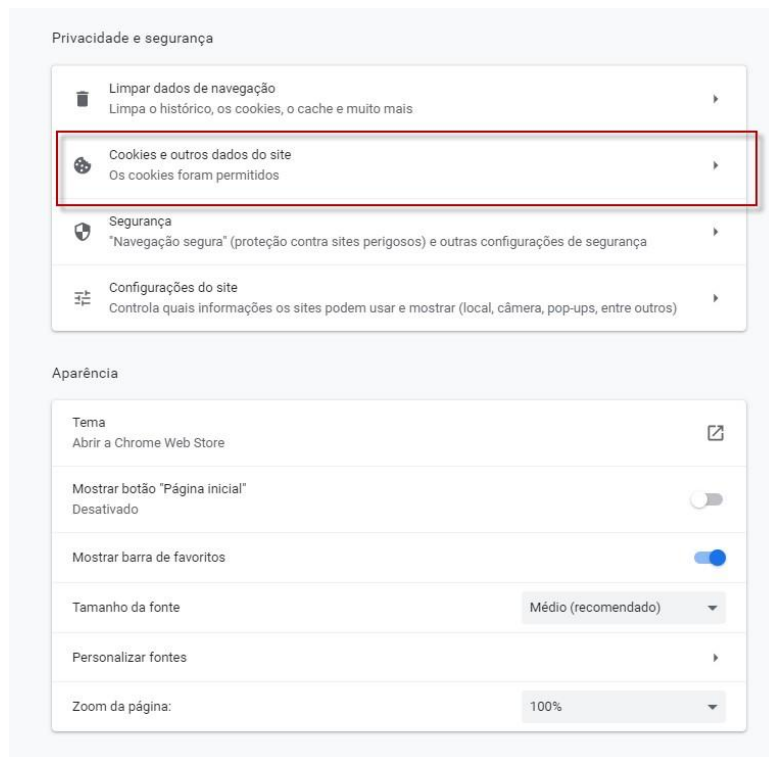 Privacidade e segurança
Limpar dados de navegação
Limpa o histórico, os cookies, o cache e muito mais
Cookies e outros dados do site
Os cookies foram permitidos
Segurança
"Navegação segura" (proteção contra sites perigosos) e outras configurações de segurança
Configurações do site
Controla quais informações os sites podem usar e mostrar (local, câmera, pop-ups, entre outros)
Aparência
Tema
Abrir a Chrome Web Store
Mostrar botão "Página inicial"
Desativado
Mostrar barra de favoritos
Tamanho da fonte
Médio (recomendado)
Personalizar fontes
Zoom da página:
100%